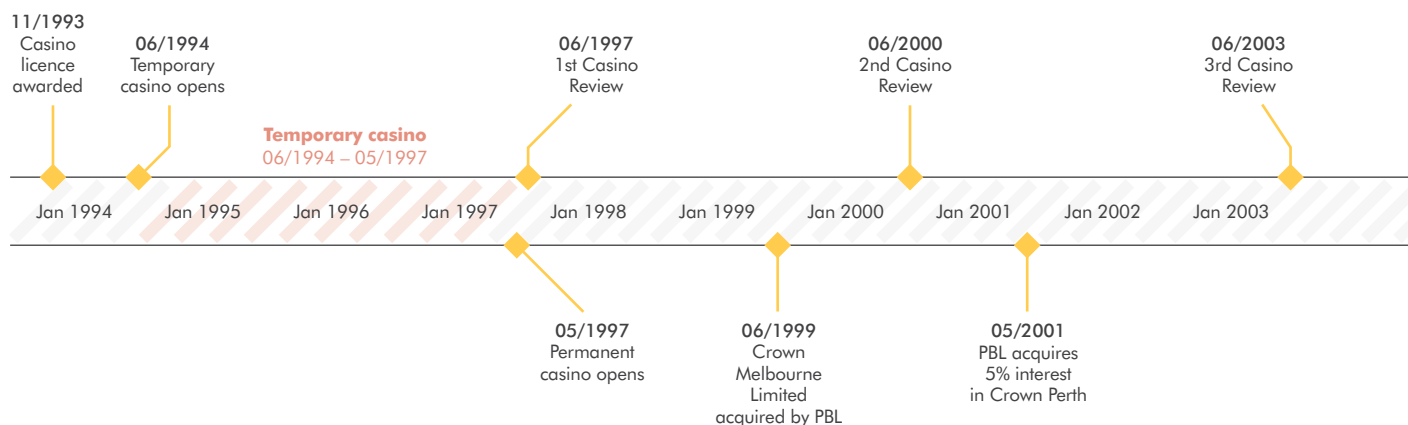 11/1993
Casino
licence
awarded
06/1994
Temporary
casino opens
Temporary casino
06/1994 – 05/1997
06/1997
1st Casino
Review
06/2000
2nd Casino
Review
06/2003
3rd Casino
Review
Jan 1994
Jan 1995
Jan 1996
Jan 1997
Jan 1998
Jan 1999
Jan 2000
Jan 2001
Jan 2002
Jan 2003
05/1997
Permanent
casino opens
06/1999
Crown
Melbourne
Limited
acquired by PBL
05/2001
PBL acquires
5% interest
in Crown Perth